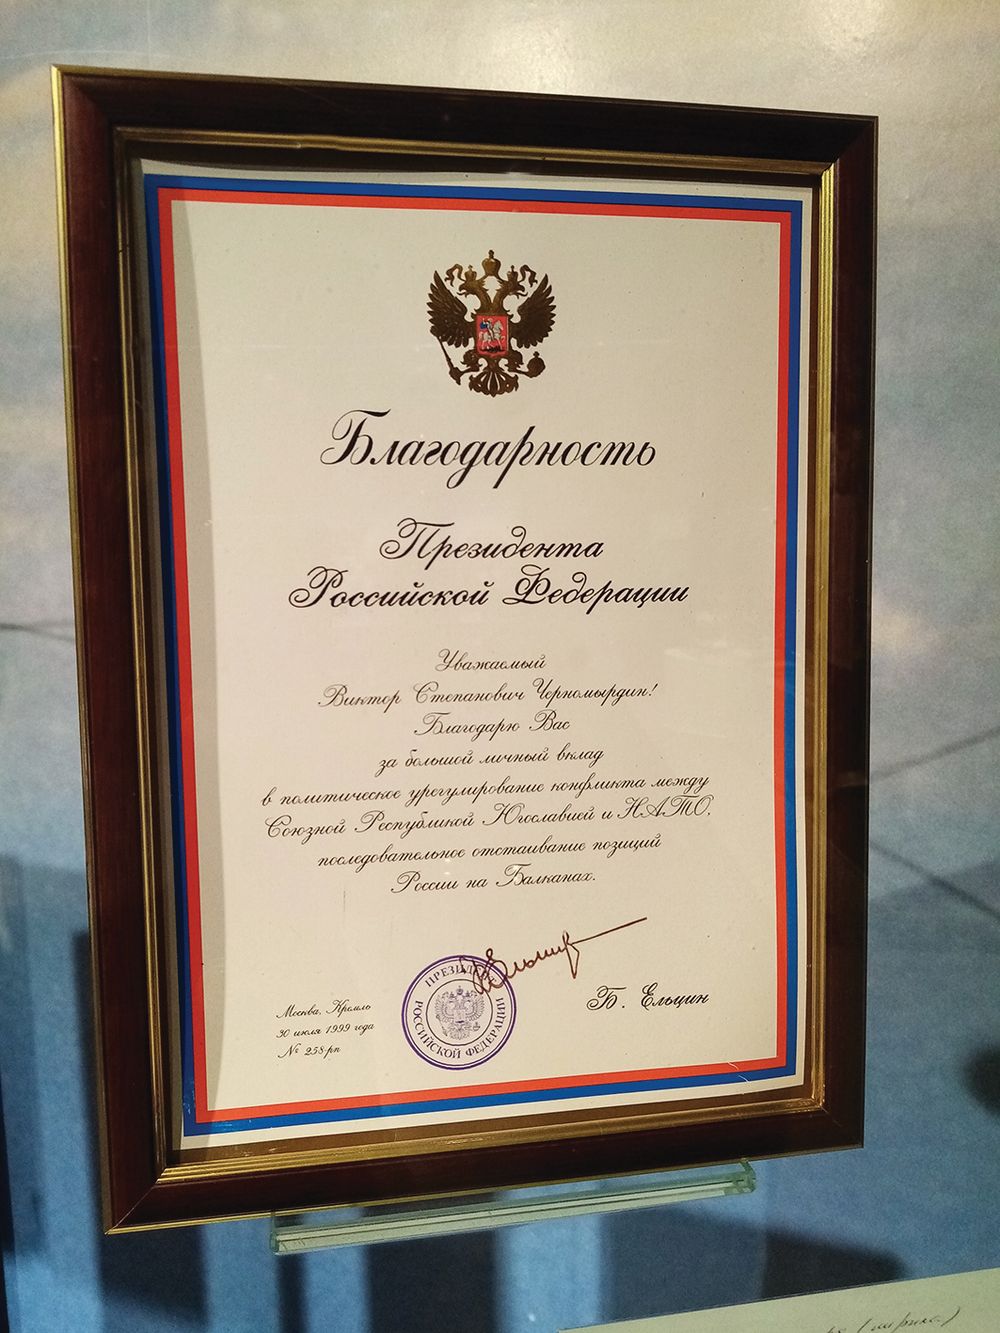 Благодарность
Президента
Российской Федерации
Уважаемый
Виктор Степанович Черномырдин!
Благодарю Вас
за большой личный вклад
в политическое урегулирование конфликта между
Союзной Республикой Югославией и НАТО,
последовательное отстаивание позиций
России на Балканах.
Б. Ельцин
ПРЕЗИДЕНТ
РОССИЙСКОЙ ФЕДЕРАЦИИ
Москва, Кремль
30 июля 1999 года
№ 258-рп